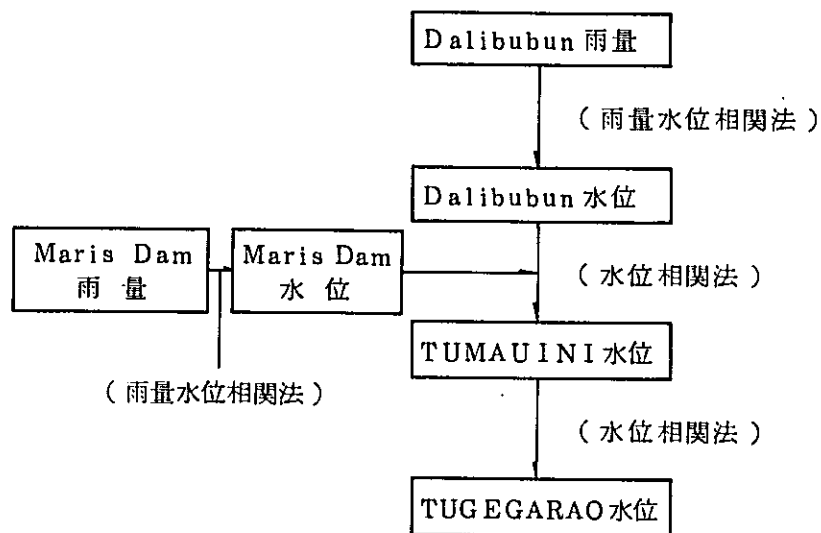 Dalibubun 雨量
（雨量水位相関法）
Dalibubun 水位
Maris Dam
雨量
Maris Dam
水位
（水位相関法）
TUMAUINI 水位
（雨量水位相関法）
（水位相関法）
TUGEGARAO 水位